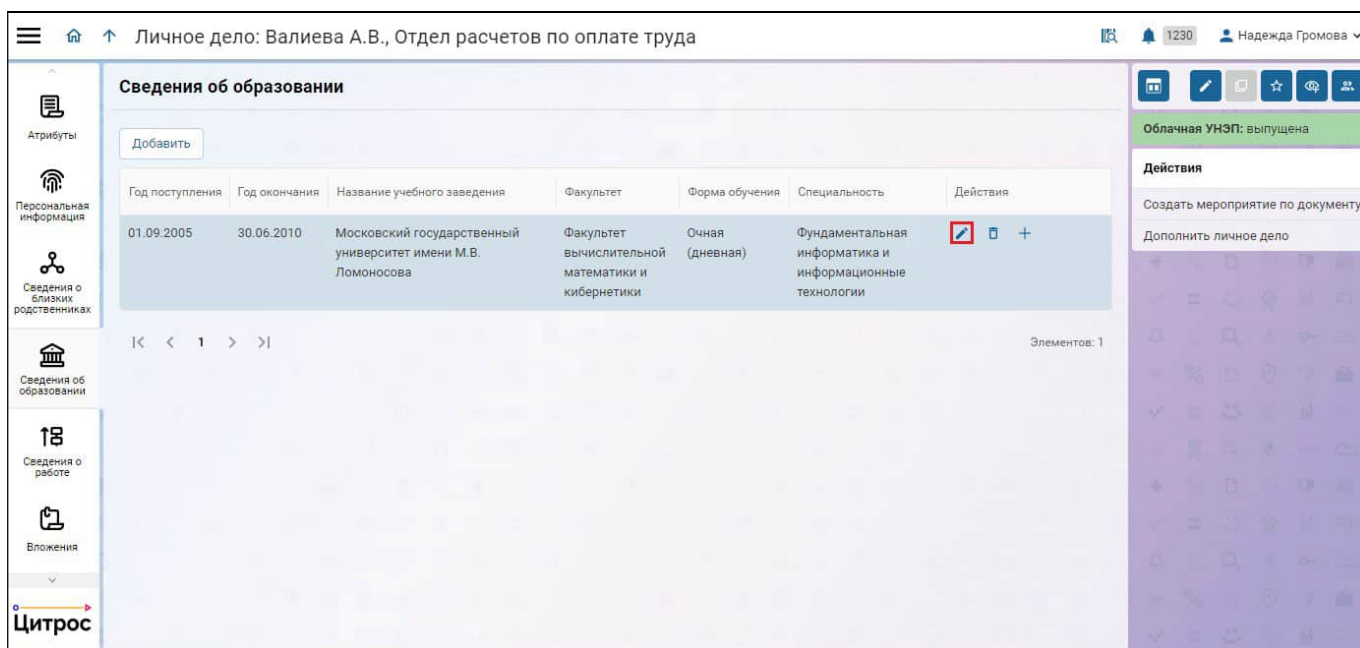 Личное дело: Валиева А.В., Отдел расчетов по оплате труда
1230
Надежда Громова
Атрибуты
Персональная
информация
Сведения о
близких
родственниках
Сведения об
образовании
Сведения о
работе
Вложения
Цитрос
Сведения об образовании
Добавить
Год поступления Год окончания Название учебного заведения Факультет Форма обучения Специальность Действия
01.09.2005 30.06.2010 Московский государственный Факультет Очная Фундаментальная
университет имени М.В. вычислительной (дневная) информатика и
Ломоносова математики и информационные
кибернетики технологии
1
Элементов: 1
Облачная УНЭП: выпущена
Действия
Создать мероприятие по документу
Дополнить личное дело